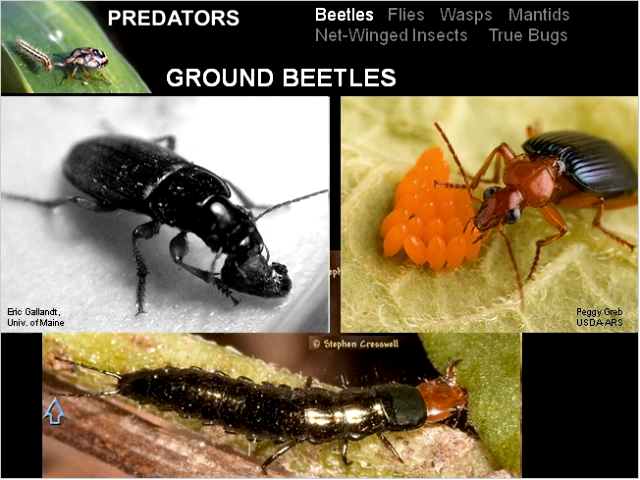 PREDATORS
Beetles Flies Wasps Mantids
Net-Winged Insects True Bugs
GROUND BEETLES
Eric Gallandt,
Univ. of Maine
Peggy Greb
USDA-ARS
© Stephen Cresswell